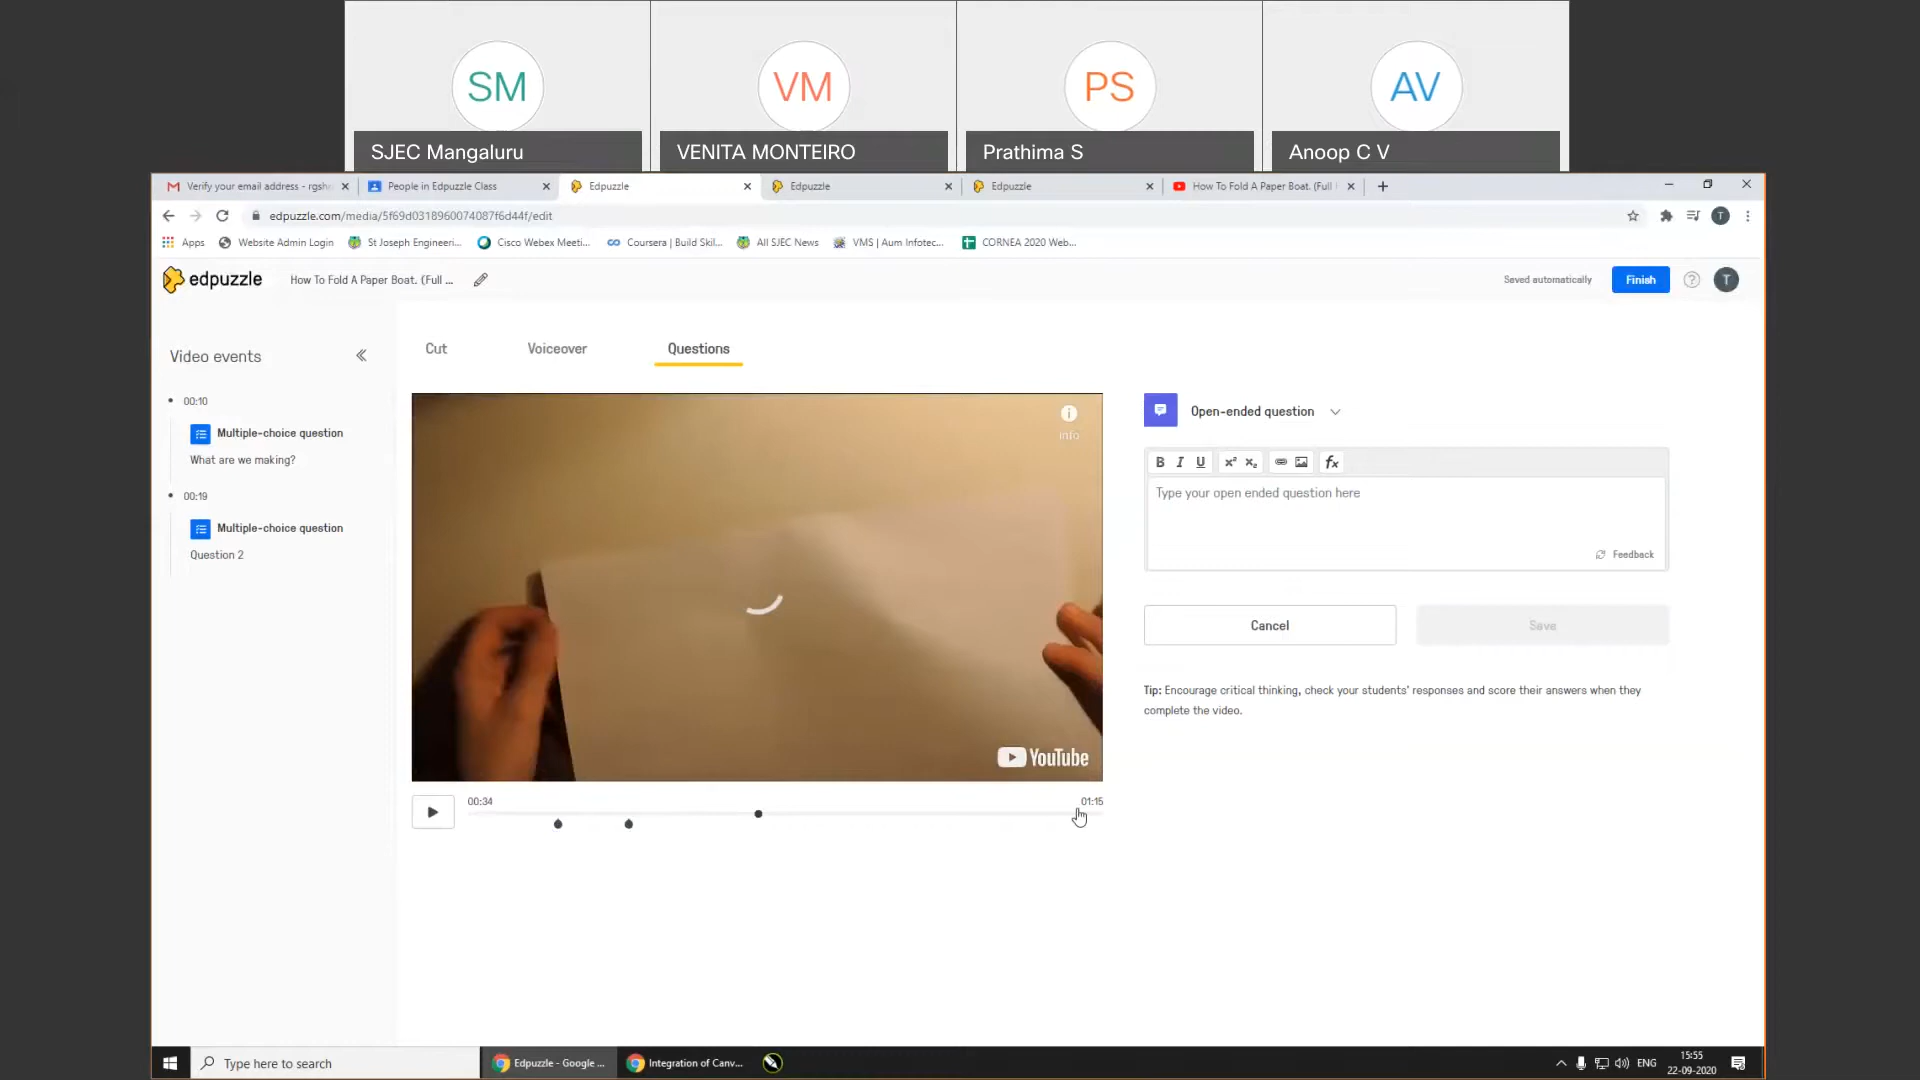 SM
VM
PS
AV
SJEC Mangaluru
VENITA MONTEIRO
Prathima S
Anoop C V
Verify your email address - rgshe
People in Edpuzzle Class
Edpuzzle
Edpuzzle
Edpuzzle
How To Fold A Paper Boat. (Full
edpuzzle.com/media/5f69d0318960074087f6d44f/edit
T
Apps
Website Admin Login
St Joseph Engineeri...
Cisco Webex Meeti...
Coursera | Build Skil...
All SJEC News
VMS | Aum Infotec...
CORNEA 2020 Web...
edpuzzle
How To Fold A Paper Boat. (Full ...
Saved automatically
Finish
T
Video events
Cut
Voiceover
Questions
00:10
Multiple-choice question
What are we making?
00:19
Multiple-choice question
Question 2
info
YouTube
00:34
01:15
Open-ended question
B I U x² x₂ fx
Type your open ended question here
Feedback
Cancel
Save
Tip: Encourage critical thinking, check your students' responses and score their answers when they
complete the video.
Type here to search
Edpuzzle - Google ...
Integration of Canv...
ENG
15:55
22-09-2020